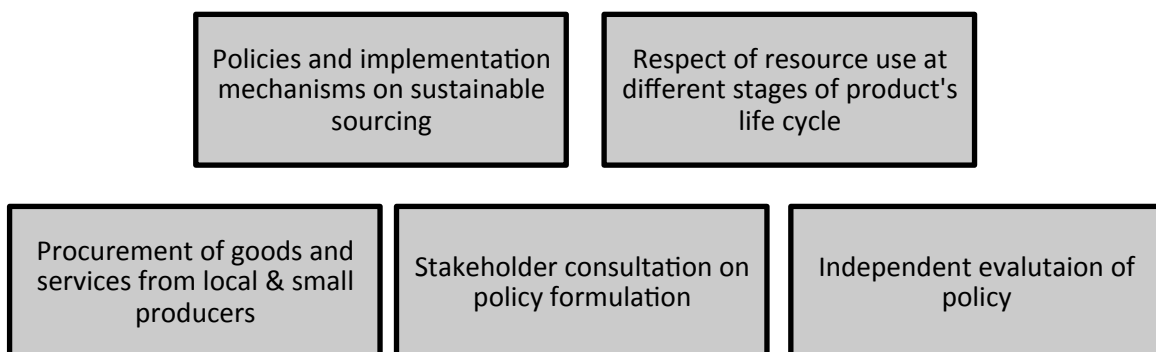 Policies and implementation
mechanisms on sustainable
sourcing
Respect of resource use at
different stages of product's
life cycle
Procurement of goods and
services from local & small
producers
Stakeholder consultation on
policy formulation
Independent evalutaion of
policy